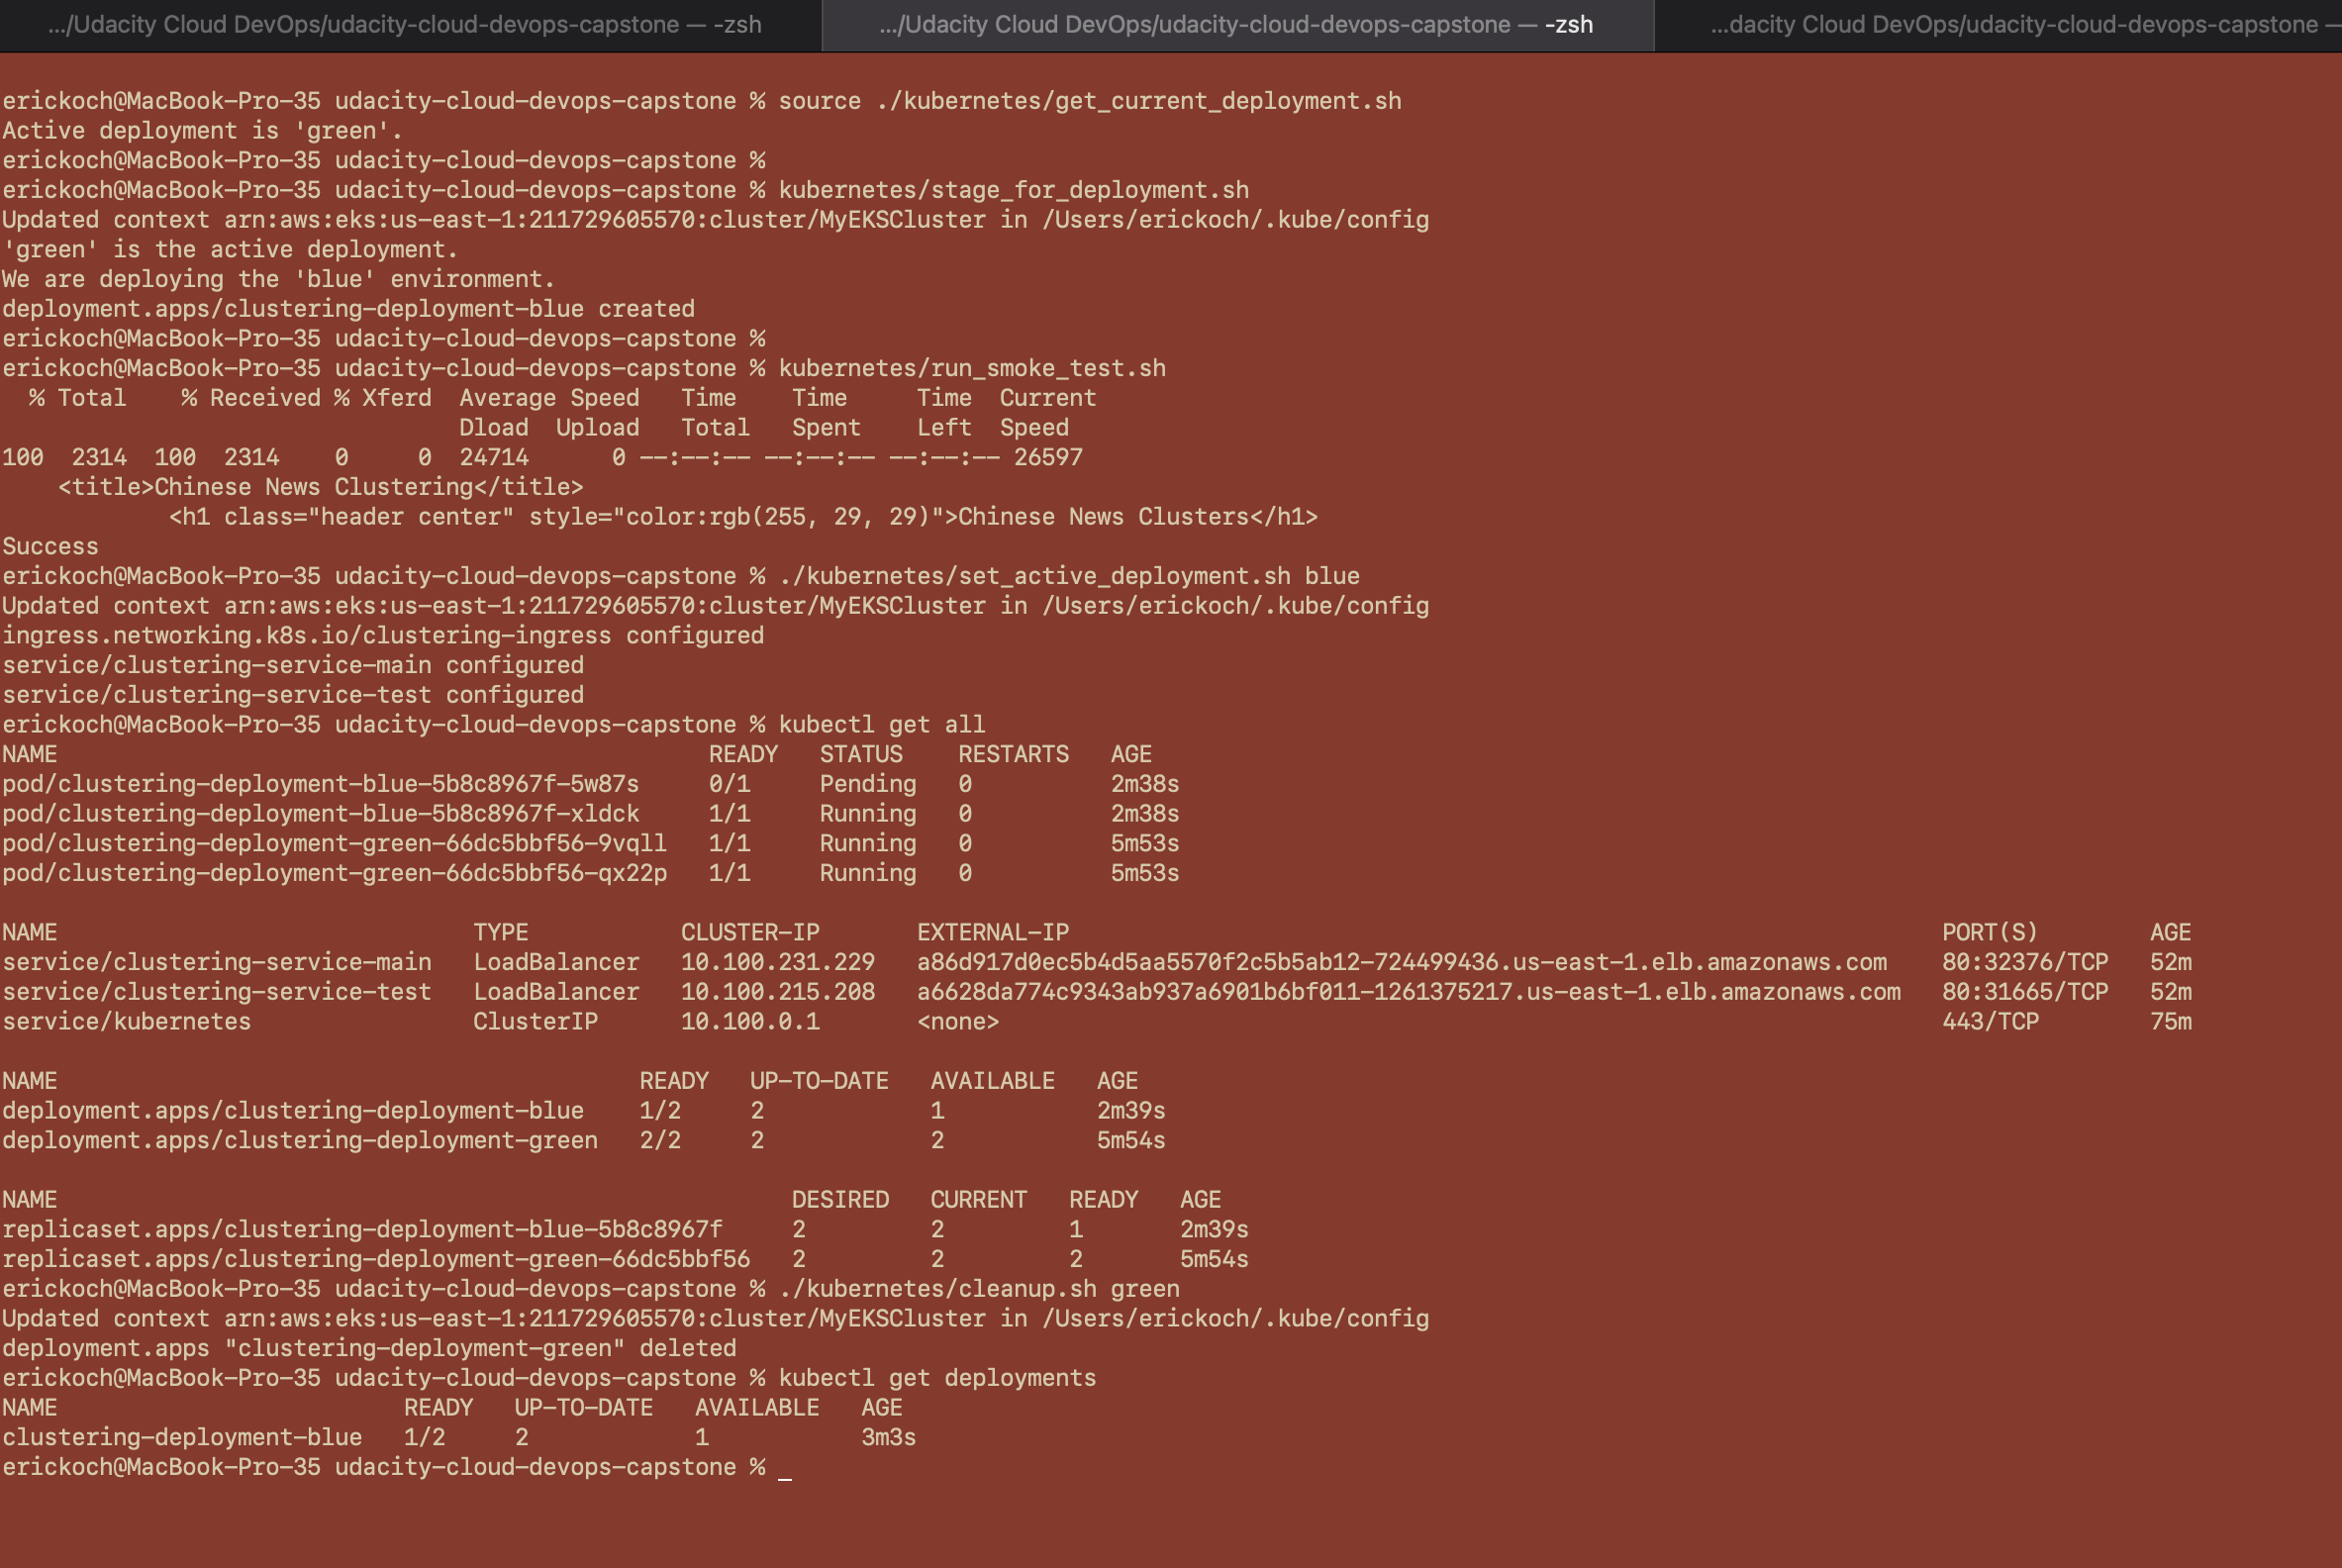 .../Udacity Cloud DevOps/udacity-cloud-devops-capstone — -zsh
.../Udacity Cloud DevOps/udacity-cloud-devops-capstone — -zsh
...dacity Cloud DevOps/udacity-cloud-devops-capstone —
erickoch@MacBook-Pro-35 udacity-cloud-devops-capstone % source ./kubernetes/get_current_deployment.sh
Active deployment is 'green'.
erickoch@MacBook-Pro-35 udacity-cloud-devops-capstone %
erickoch@MacBook-Pro-35 udacity-cloud-devops-capstone % kubernetes/stage_for_deployment.sh
Updated context arn:aws:eks:us-east-1:211729605570:cluster/MyEKSCluster in /Users/erickoch/.kube/config
'green' is the active deployment.
We are deploying the 'blue' environment.
deployment.apps/clustering-deployment-blue created
erickoch@MacBook-Pro-35 udacity-cloud-devops-capstone %
erickoch@MacBook-Pro-35 udacity-cloud-devops-capstone % kubernetes/run_smoke_test.sh
  % Total    % Received % Xferd  Average Speed   Time    Time     Time  Current
                                 Dload  Upload   Total   Spent    Left  Speed
100  2314  100  2314    0     0  24714      0 --:--:-- --:--:-- --:--:-- 26597
    <title>Chinese News Clustering</title>
            <h1 class="header center" style="color:rgb(255, 29, 29)">Chinese News Clusters</h1>
Success
erickoch@MacBook-Pro-35 udacity-cloud-devops-capstone % ./kubernetes/set_active_deployment.sh blue
Updated context arn:aws:eks:us-east-1:211729605570:cluster/MyEKSCluster in /Users/erickoch/.kube/config
ingress.networking.k8s.io/clustering-ingress configured
service/clustering-service-main configured
service/clustering-service-test configured
erickoch@MacBook-Pro-35 udacity-cloud-devops-capstone % kubectl get all
NAME                                               READY   STATUS    RESTARTS   AGE
pod/clustering-deployment-blue-5b8c8967f-5w87s     0/1     Pending   0          2m38s
pod/clustering-deployment-blue-5b8c8967f-xldck     1/1     Running   0          2m38s
pod/clustering-deployment-green-66dc5bbf56-9vqll   1/1     Running   0          5m53s
pod/clustering-deployment-green-66dc5bbf56-qx22p   1/1     Running   0          5m53s
NAME                              TYPE           CLUSTER-IP       EXTERNAL-IP                                                               PORT(S)        AGE
service/clustering-service-main   LoadBalancer   10.100.231.229   a86d917d0ec5b4d5aa5570f2c5b5ab12-724499436.us-east-1.elb.amazonaws.com    80:32376/TCP   52m
service/clustering-service-test   LoadBalancer   10.100.215.208   a6628da774c9343ab937a6901b6bf011-1261375217.us-east-1.elb.amazonaws.com   80:31665/TCP   52m
service/kubernetes                ClusterIP      10.100.0.1       <none>                                                                    443/TCP        75m
NAME                                          READY   UP-TO-DATE   AVAILABLE   AGE
deployment.apps/clustering-deployment-blue    1/2     2            1           2m39s
deployment.apps/clustering-deployment-green   2/2     2            2           5m54s
NAME                                                     DESIRED   CURRENT   READY   AGE
replicaset.apps/clustering-deployment-blue-5b8c8967f     2         2         1       2m39s
replicaset.apps/clustering-deployment-green-66dc5bbf56   2         2         2       5m54s
erickoch@MacBook-Pro-35 udacity-cloud-devops-capstone % ./kubernetes/cleanup.sh green
Updated context arn:aws:eks:us-east-1:211729605570:cluster/MyEKSCluster in /Users/erickoch/.kube/config
deployment.apps "clustering-deployment-green" deleted
erickoch@MacBook-Pro-35 udacity-cloud-devops-capstone % kubectl get deployments
NAME                         READY   UP-TO-DATE   AVAILABLE   AGE
clustering-deployment-blue   1/2     2            1           3m3s
erickoch@MacBook-Pro-35 udacity-cloud-devops-capstone % _